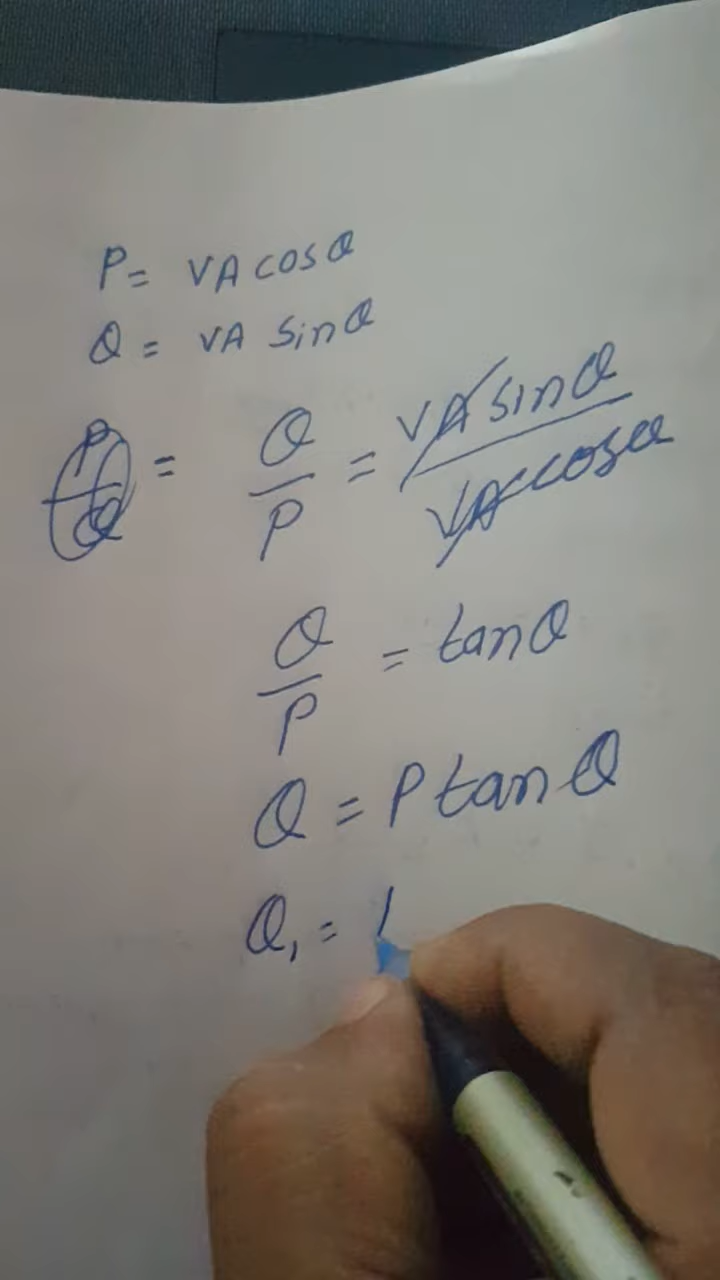 P= VA cosθ
Q = VA sinθ
P/Q = Q/P = VA sinθ/VA cosθ
Q/P = tanθ
Q = P tanθ
Q₁ =